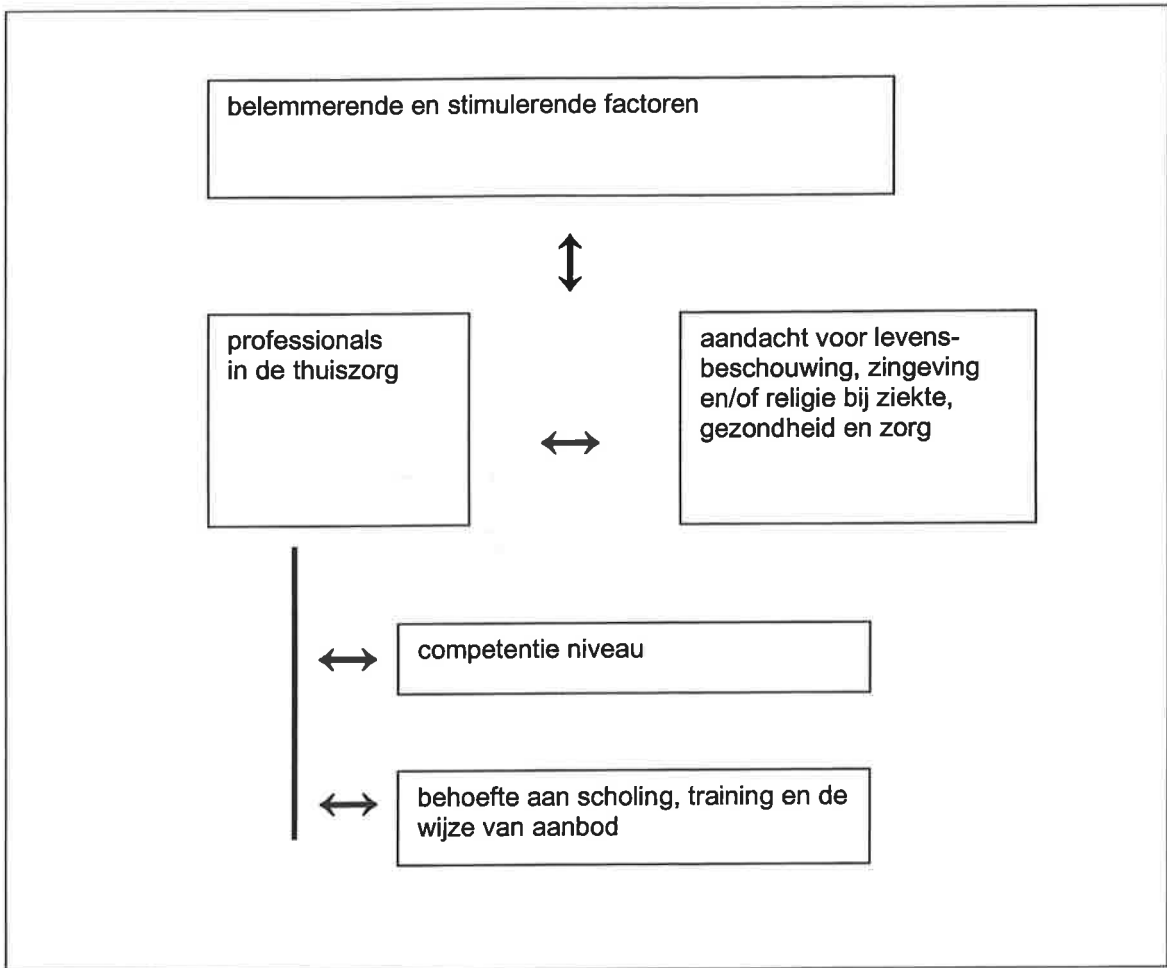 belemmerende en stimulerende factoren
professionals
in de thuiszorg
aandacht voor levens-
beschouwing, zingeving
en/of religie bij ziekte,
gezondheid en zorg
competentie niveau
behoefte aan scholing, training en de
wijze van aanbod